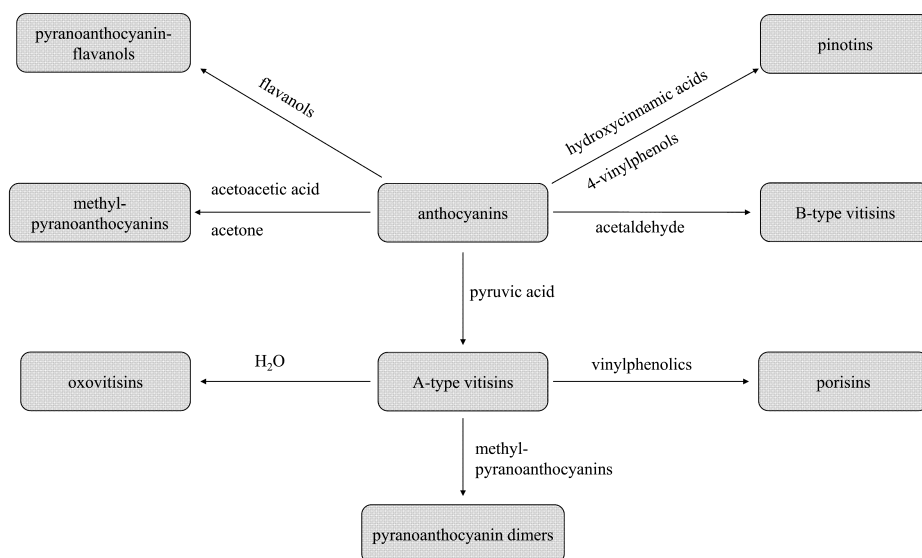 pyranoanthocyanin-
flavanols
pinotins
flavanols
hydroxycinnamic acids
4-vinylphenols
methyl-
pyranoanthocyanins
acetoacetic acid
acetone
anthocyanins
acetaldehyde
B-type vitisins
pyruvic acid
oxovitisins
H₂O
A-type vitisins
vinylphenolics
porisins
methyl-
pyranoanthocyanins
pyranoanthocyanin dimers